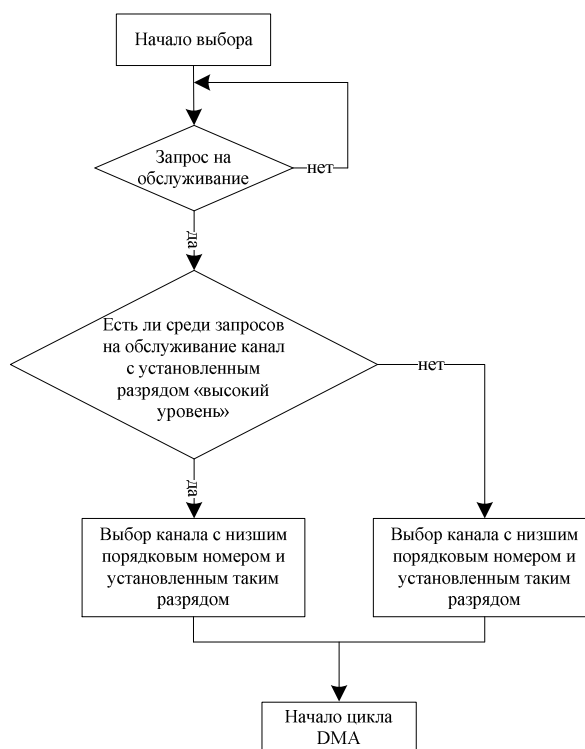 Начало выбора
Запрос на
обслуживание
нет
да
Есть ли среди запросов
на обслуживание канал
с установленным
разрядом «высокий
уровень»
нет
да
Выбор канала с низшим
порядковым номером и
установленным таким
разрядом
Выбор канала с низшим
порядковым номером и
установленным таким
разрядом
Начало цикла
DMA